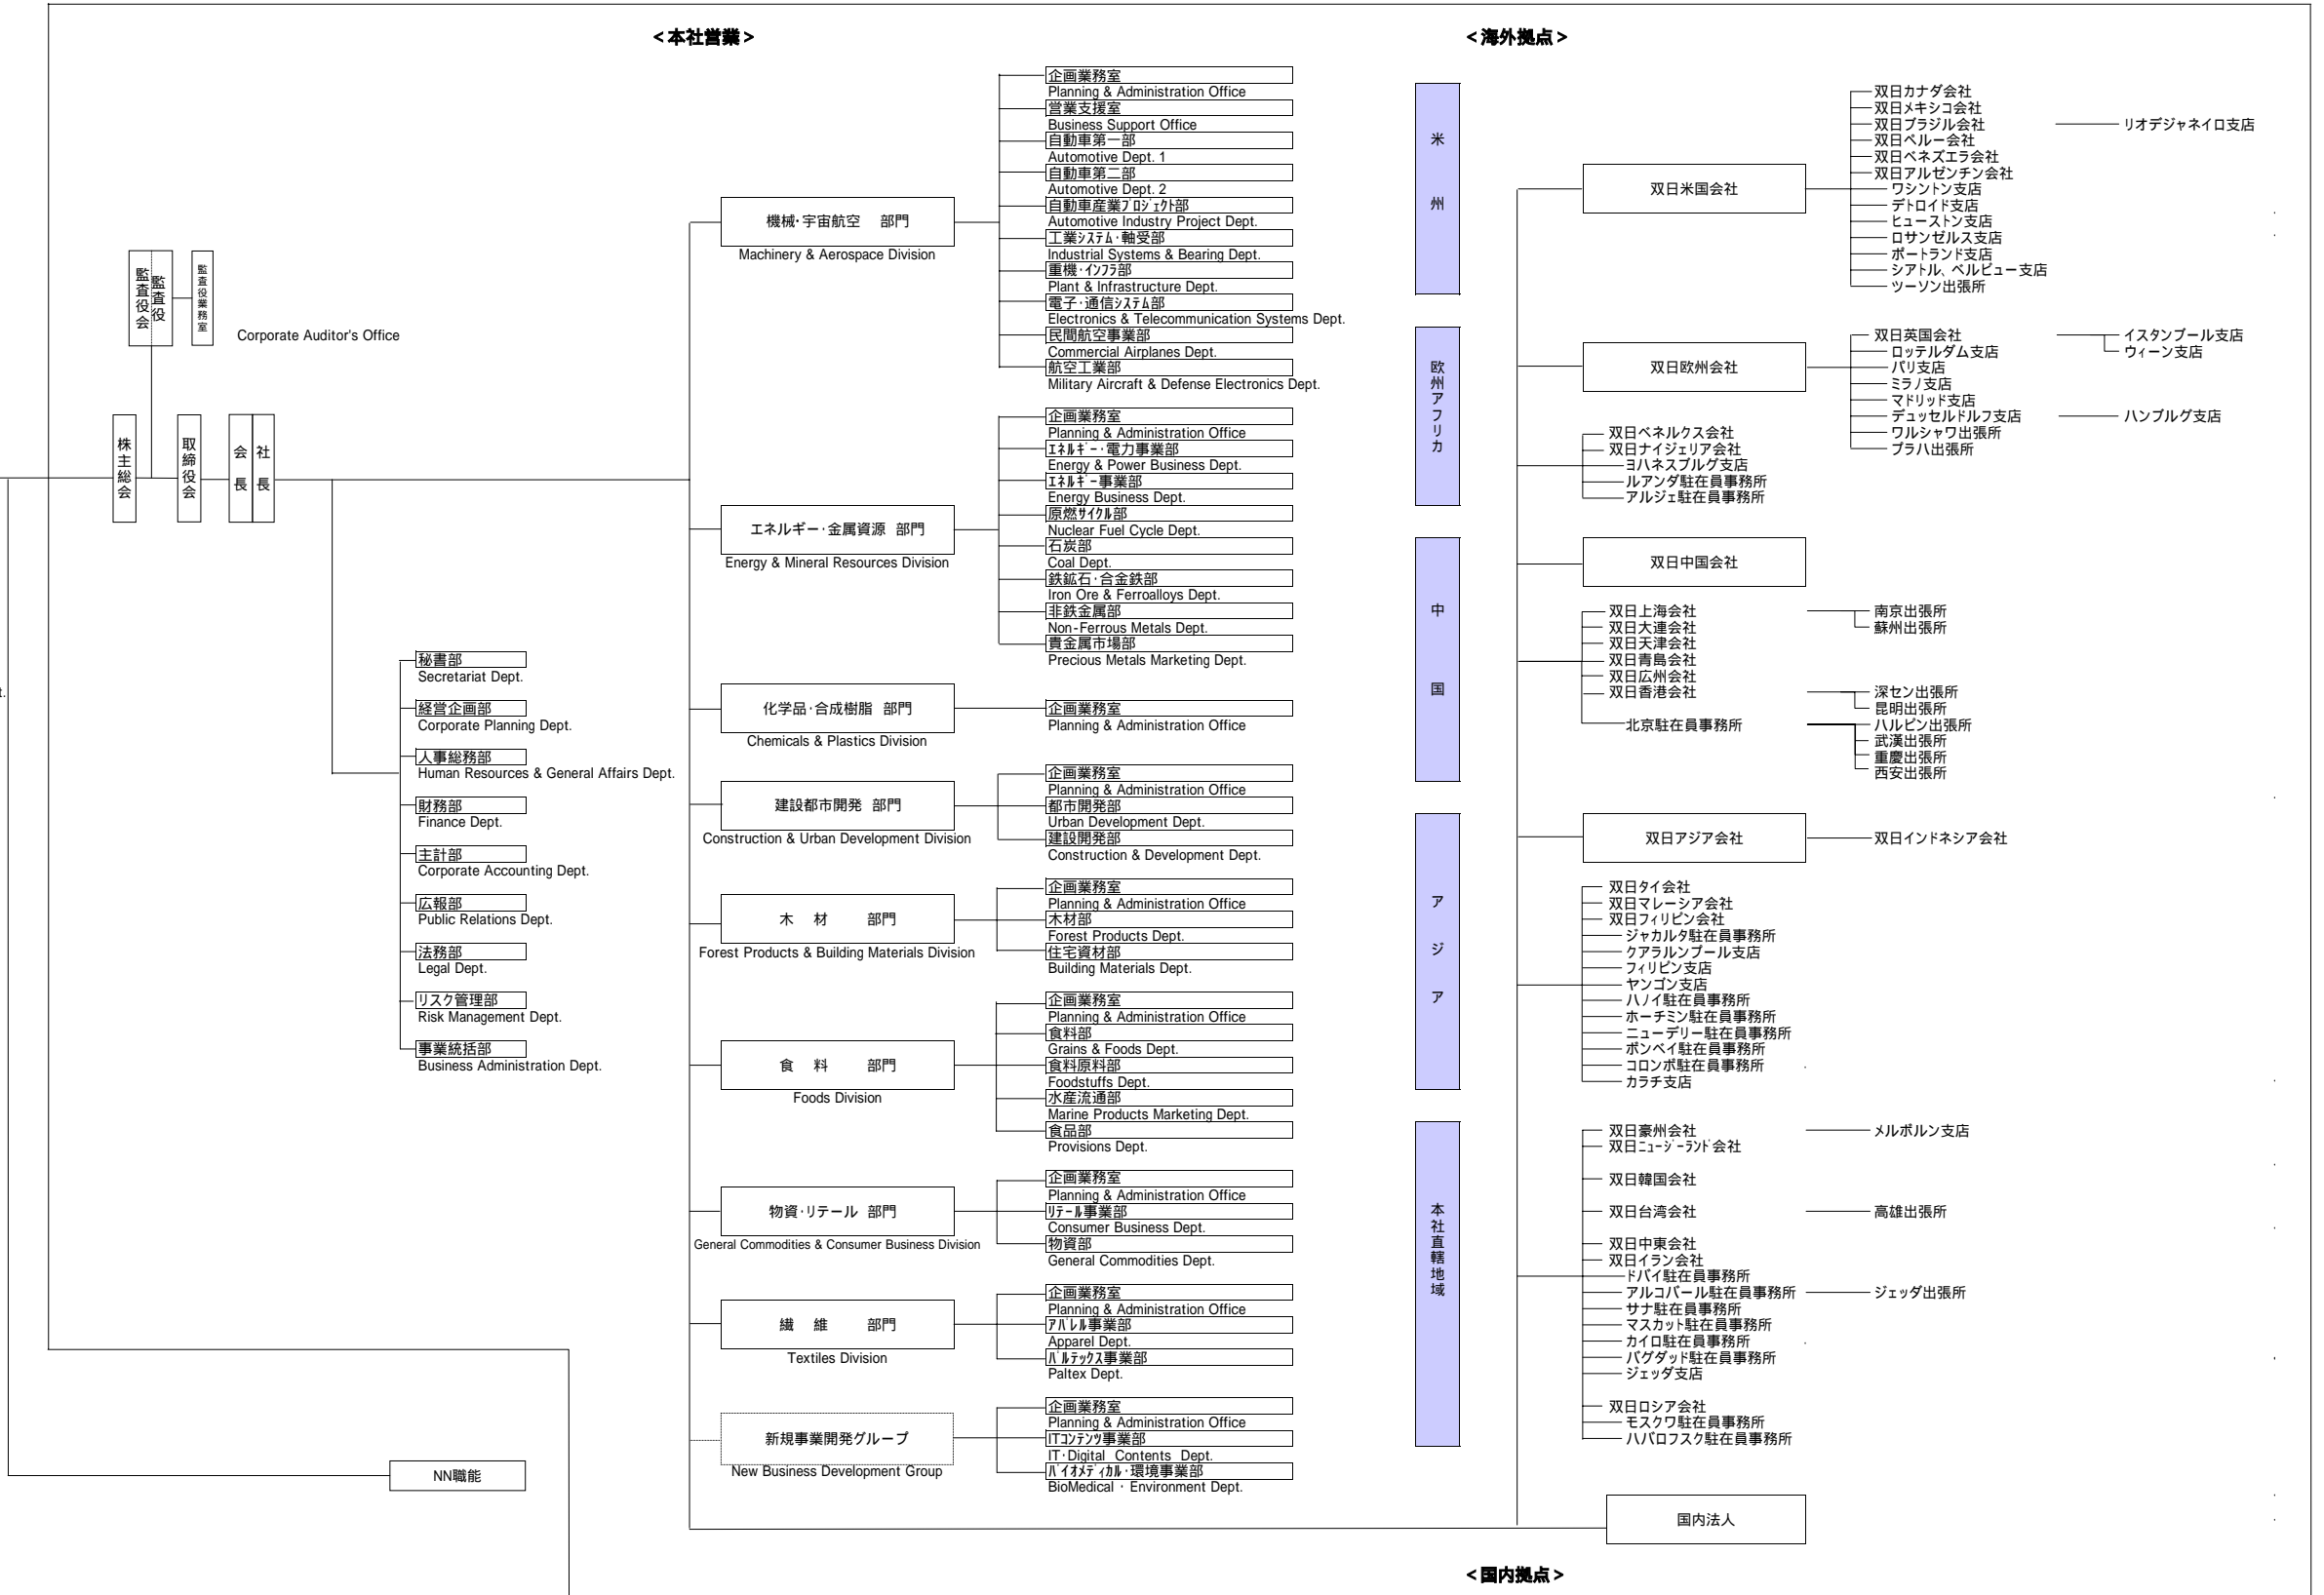 <本社営業>
<海外拠点>
監査役会
監査役
監査役業務室
Corporate Auditor's Office
株主総会
取締役会
会長
社長
秘書部
Secretariat Dept.
経営企画部
Corporate Planning Dept.
人事総務部
Human Resources & General Affairs Dept.
財務部
Finance Dept.
主計部
Corporate Accounting Dept.
広報部
Public Relations Dept.
法務部
Legal Dept.
リスク管理部
Risk Management Dept.
事業統括部
Business Administration Dept.
NN職能
機械・宇宙航空 部門
Machinery & Aerospace Division
企画業務室
Planning & Administration Office
営業支援室
Business Support Office
自動車第一部
Automotive Dept. 1
自動車第二部
Automotive Dept. 2
自動車産業ﾌﾟﾛｼﾞｪｸﾄ部
Automotive Industry Project Dept.
工業ｼｽﾃﾑ・軸受部
Industrial Systems & Bearing Dept.
重機・ｲﾝﾌﾗ部
Plant & Infrastructure Dept.
電子・通信ｼｽﾃﾑ部
Electronics & Telecommunication Systems Dept.
民間航空事業部
Commercial Airplanes Dept.
航空工業部
Military Aircraft & Defense Electronics Dept.
エネルギー・金属資源 部門
Energy & Mineral Resources Division
企画業務室
Planning & Administration Office
ｴﾈﾙｷﾞｰ・電力事業部
Energy & Power Business Dept.
ｴﾈﾙｷﾞｰ事業部
Energy Business Dept.
原燃ｻｲｸﾙ部
Nuclear Fuel Cycle Dept.
石炭部
Coal Dept.
鉄鉱石・合金鉄部
Iron Ore & Ferroalloys Dept.
非鉄金属部
Non-Ferrous Metals Dept.
貴金属市場部
Precious Metals Marketing Dept.
化学品・合成樹脂 部門
Chemicals & Plastics Division
企画業務室
Planning & Administration Office
建設都市開発 部門
Construction & Urban Development Division
企画業務室
Planning & Administration Office
都市開発部
Urban Development Dept.
建設開発部
Construction & Development Dept.
木 材 部門
Forest Products & Building Materials Division
企画業務室
Planning & Administration Office
木材部
Forest Products Dept.
住宅資材部
Building Materials Dept.
食 料 部門
Foods Division
企画業務室
Planning & Administration Office
食料部
Grains & Foods Dept.
食料原料部
Foodstuffs Dept.
水産流通部
Marine Products Marketing Dept.
食品部
Provisions Dept.
物資・リテール 部門
General Commodities & Consumer Business Division
企画業務室
Planning & Administration Office
ﾘﾃｰﾙ事業部
Consumer Business Dept.
物資部
General Commodities Dept.
繊 維 部門
Textiles Division
企画業務室
Planning & Administration Office
ｱﾊﾟﾚﾙ事業部
Apparel Dept.
ﾊﾟﾙﾃｯｸｽ事業部
Paltex Dept.
新規事業開発グループ
New Business Development Group
企画業務室
Planning & Administration Office
ITｺﾝﾃﾝﾂ事業部
IT・Digital Contents Dept.
ﾊﾞｲｵﾒﾃﾞｨｶﾙ・環境事業部
BioMedical・Environment Dept.
米州
双日米国会社
双日カナダ会社
双日メキシコ会社
双日ブラジル会社
リオデジャネイロ支店
双日ペルー会社
双日ベネズエラ会社
双日アルゼンチン会社
ワシントン支店
デトロイド支店
ヒューストン支店
ロサンゼルス支店
ポートランド支店
シアトル、ベルビュー支店
ツーソン出張所
欧州アフリカ
双日欧州会社
双日英国会社
イスタンブール支店
ウィーン支店
ロッテルダム支店
パリ支店
ミラノ支店
マドリッド支店
デュッセルドルフ支店
ハンブルグ支店
ワルシャワ出張所
プラハ出張所
双日ベネルクス会社
双日ナイジェリア会社
ヨハネスブルグ支店
ルアンダ駐在員事務所
アルジェ駐在員事務所
中国
双日中国会社
双日上海会社
南京出張所
蘇州出張所
双日大連会社
双日天津会社
双日青島会社
双日広州会社
双日香港会社
深セン出張所
昆明出張所
北京駐在員事務所
ハルピン出張所
武漢出張所
重慶出張所
西安出張所
アジア
双日アジア会社
双日インドネシア会社
双日タイ会社
双日マレーシア会社
双日フィリピン会社
ジャカルタ駐在員事務所
クアラルンプール支店
フィリピン支店
ヤンゴン支店
ハノイ駐在員事務所
ホーチミン駐在員事務所
ニューデリー駐在員事務所
ボンベイ駐在員事務所
コロンボ駐在員事務所
カラチ支店
本社直轄地域
双日豪州会社
メルボルン支店
双日ﾆｭｰｼﾞｰﾗﾝﾄﾞ会社
双日韓国会社
双日台湾会社
高雄出張所
双日中東会社
双日イラン会社
ドバイ駐在員事務所
アルコバール駐在員事務所
ジェッダ出張所
サナ駐在員事務所
マスカット駐在員事務所
カイロ駐在員事務所
バグダッド駐在員事務所
ジェッダ支店
双日ロシア会社
モスクワ駐在員事務所
ハバロフスク駐在員事務所
国内法人
<国内拠点>